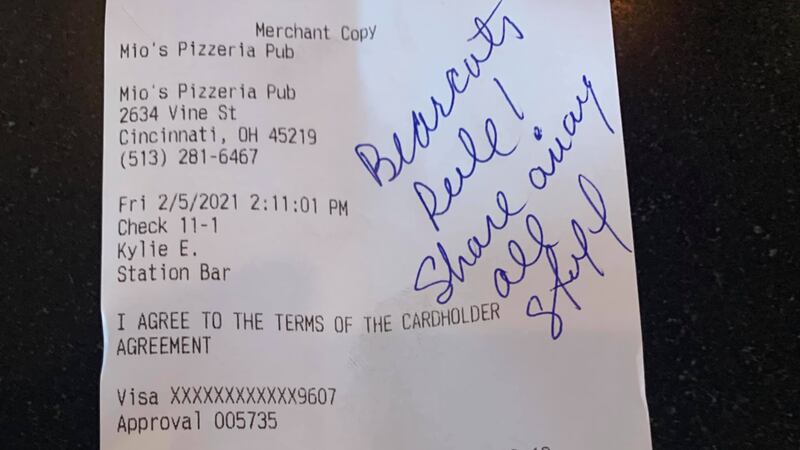 Merchant Copy
Mio's Pizzeria Pub
Mio's Pizzeria Pub
2634 Vine St
Cincinnati, OH 45219
(513) 281-6467
Fri 2/5/2021 2:11:01 PM
Check 11-1
Kylie E.
Station Bar
I AGREE TO THE TERMS OF THE CARDHOLDER
AGREEMENT
Visa XXXXXXXXXXXX9607
Approval 005735
Bearcats
Rule!
Share away
all
Staff